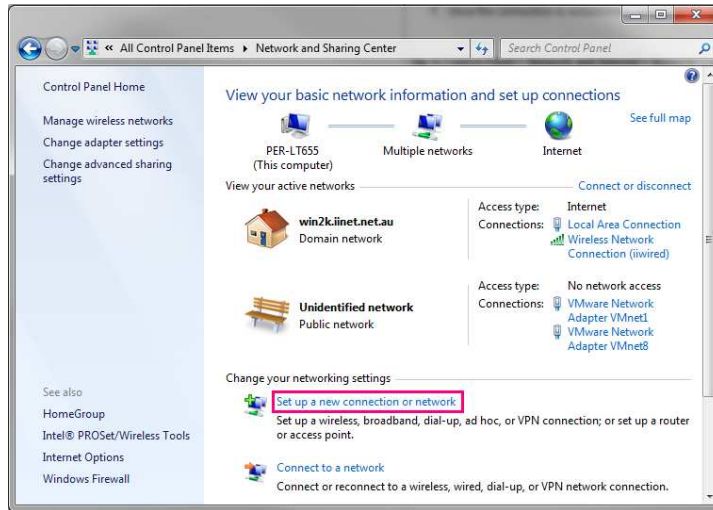 « All Control Panel Items ▸ Network and Sharing Center
Search Control Panel
Control Panel Home
Manage wireless networks
Change adapter settings
Change advanced sharing
settings
See also
HomeGroup
Intel® PROSet/Wireless Tools
Internet Options
Windows Firewall
View your basic network information and set up connections
See full map
PER-LT655
(This computer)
Multiple networks
Internet
View your active networks
Connect or disconnect
win2k.iinet.net.au
Domain network
Access type: Internet
Connections: Local Area Connection
Wireless Network
Connection (iiwired)
Unidentified network
Public network
Access type: No network access
Connections: VMware Network
Adapter VMnet1
VMware Network
Adapter VMnet8
Change your networking settings
Set up a new connection or network
Set up a wireless, broadband, dial-up, ad hoc, or VPN connection; or set up a router
or access point.
Connect to a network
Connect or reconnect to a wireless, wired, dial-up, or VPN network connection.